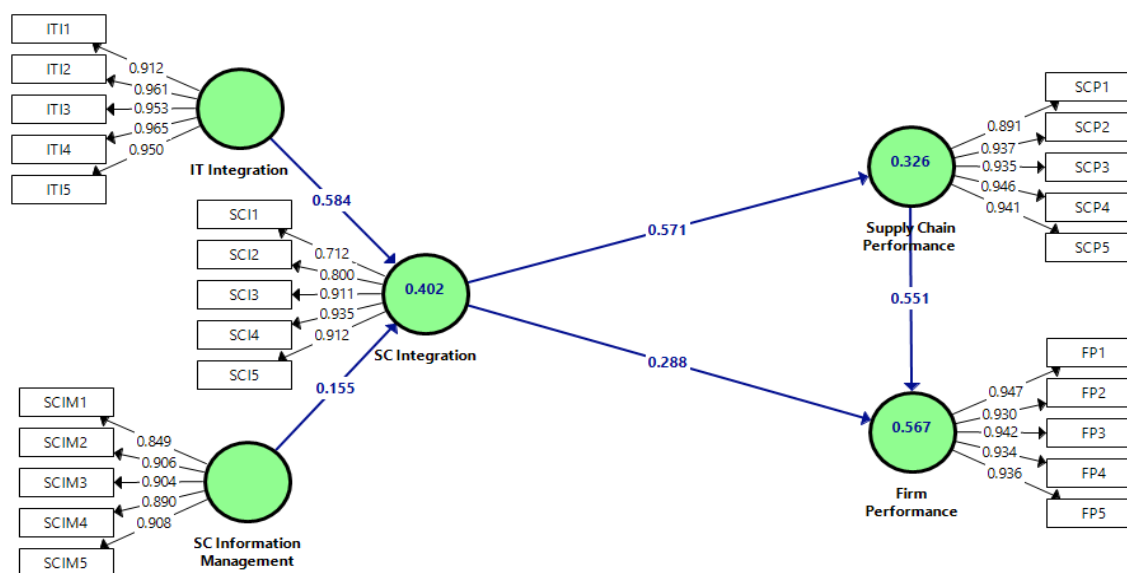 ITI1
ITI2
ITI3
ITI4
ITI5
0.912
0.961
0.953
0.965
0.950
IT Integration
0.584
SCI1
SCI2
SCI3
SCI4
SCI5
0.712
0.800
0.911
0.935
0.912
0.402
SC Integration
0.155
SCIM1
SCIM2
SCIM3
SCIM4
SCIM5
0.849
0.906
0.904
0.890
0.908
SC Information
Management
0.571
0.288
0.326
Supply Chain
Performance
0.891
0.937
0.935
0.946
0.941
SCP1
SCP2
SCP3
SCP4
SCP5
0.551
0.567
Firm
Performance
0.947
0.930
0.942
0.934
0.936
FP1
FP2
FP3
FP4
FP5